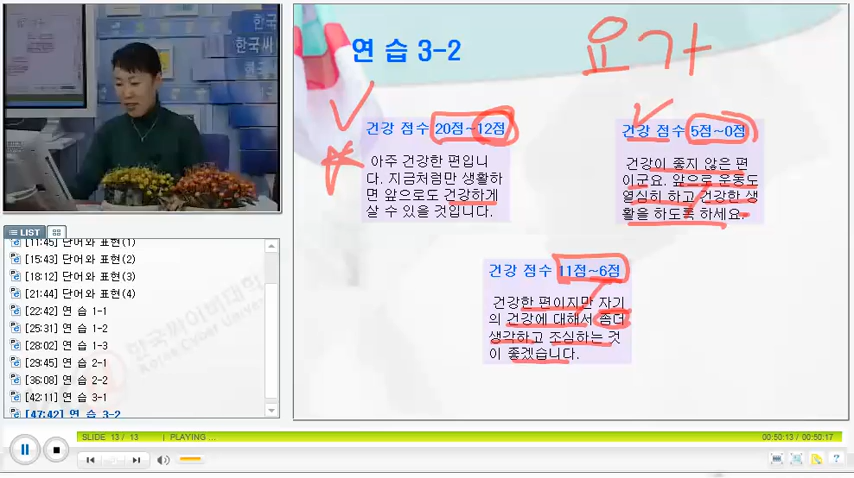 한국
한국싸
연 습 3-2
요가
건강 점수 20점~12점
아주 건강한 편입니
다. 지금처럼만 생활하
면 앞으로도 건강하게
살 수 있을 것입니다.
건강 점수 5점~0점
건강이 좋지 않은 편
이군요. 앞으로 운동도
열심히 하고 건강한 생
활을 하도록 하세요.
건강 점수 11점~6점
건강한 편이지만 자기
의 건강에 대해서 좀더
생각하고 조심하는 것
이 좋겠습니다.
LIST
[11:45] 단어와 표현(1)
[15:43] 단어와 표현(2)
[18:12] 단어와 표현(3)
[21:44] 단어와 표현(4)
[22:42] 연 습 1-1
[25:31] 연 습 1-2
[28:02] 연 습 1-3
[29:45] 연 습 2-1
[36:08] 연 습 2-2
[42:11] 연 습 3-1
[47:42] 연 습 3-2
SLIDE 13 / 13 | PLAYING ...
00:50:13 / 00:50:17